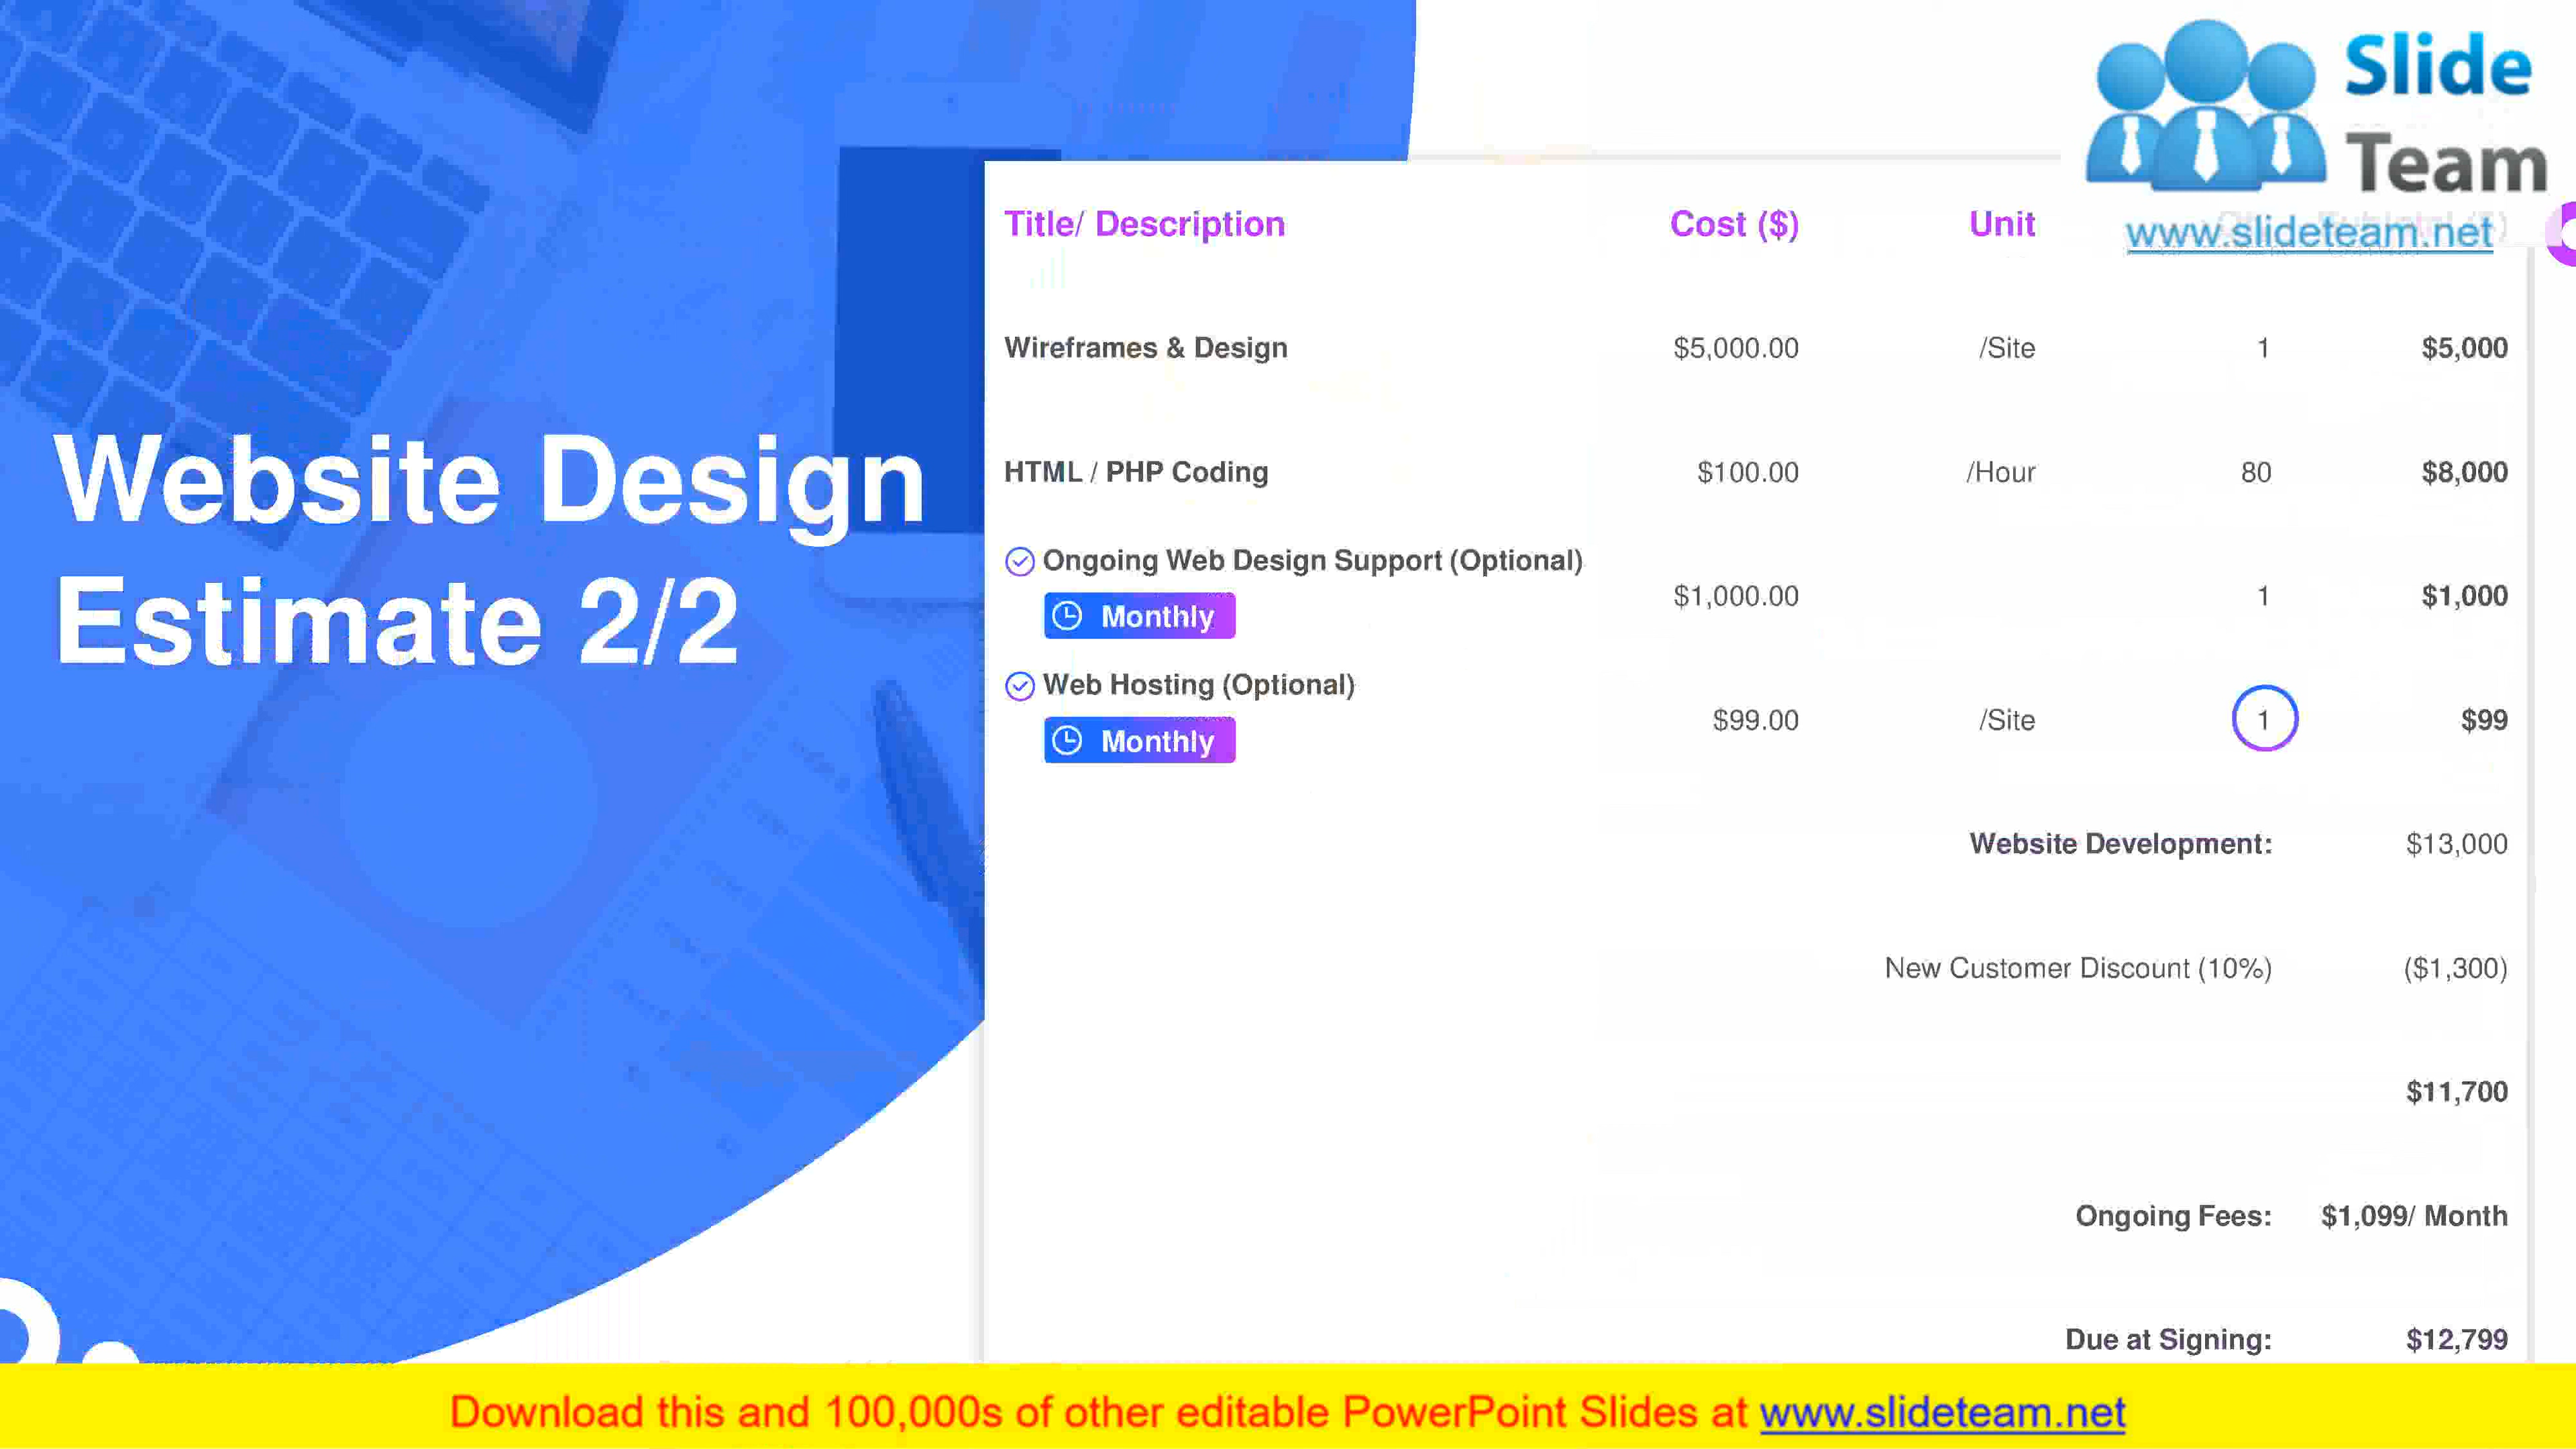 Slide
Team
www.slideteam.net
Website Design
Estimate 2/2
Title/ Description Cost ($) Unit
Wireframes & Design $5,000.00 /Site 1 $5,000
HTML / PHP Coding $100.00 /Hour 80 $8,000
Ongoing Web Design Support (Optional)
Monthly $1,000.00 1 $1,000
Web Hosting (Optional)
Monthly $99.00 /Site 1 $99
Website Development: $13,000
New Customer Discount (10%) ($1,300)
$11,700
Ongoing Fees: $1,099/ Month
Due at Signing: $12,799
Download this and 100,000s of other editable PowerPoint Slides at www.slideteam.net